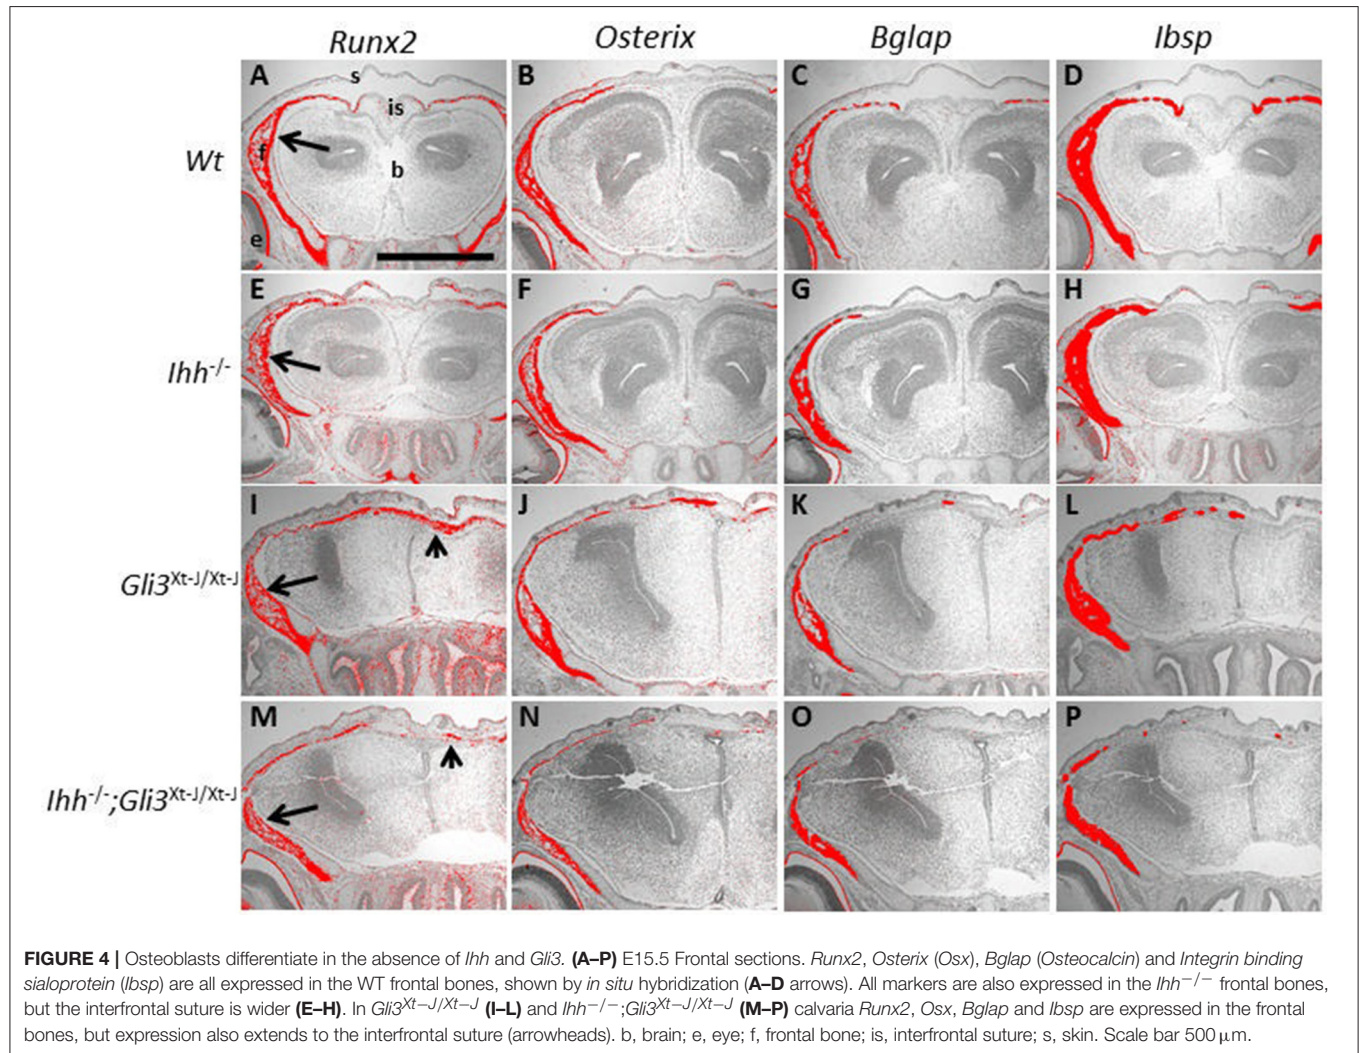 Runx2 Osterix Bglap Ibsp
A s is f b e B C D
Wt
E F G H
Ihh-/-
I J K L
Gli3Xt-J/Xt-J
M N O P
Ihh-/-;Gli3Xt-J/Xt-J
FIGURE 4 | Osteoblasts differentiate in the absence of Ihh and Gli3. (A–P) E15.5 Frontal sections. Runx2, Osterix (Osx), Bglap (Osteocalcin) and Integrin binding
sialoprotein (Ibsp) are all expressed in the WT frontal bones, shown by in situ hybridization (A–D arrows). All markers are also expressed in the Ihh−/− frontal bones,
but the interfrontal suture is wider (E–H). In Gli3Xt−J/Xt−J (I–L) and Ihh−/−;Gli3Xt−J/Xt−J (M–P) calvaria Runx2, Osx, Bglap and Ibsp are expressed in the frontal
bones, but expression also extends to the interfrontal suture (arrowheads). b, brain; e, eye; f, frontal bone; is, interfrontal suture; s, skin. Scale bar 500 μm.